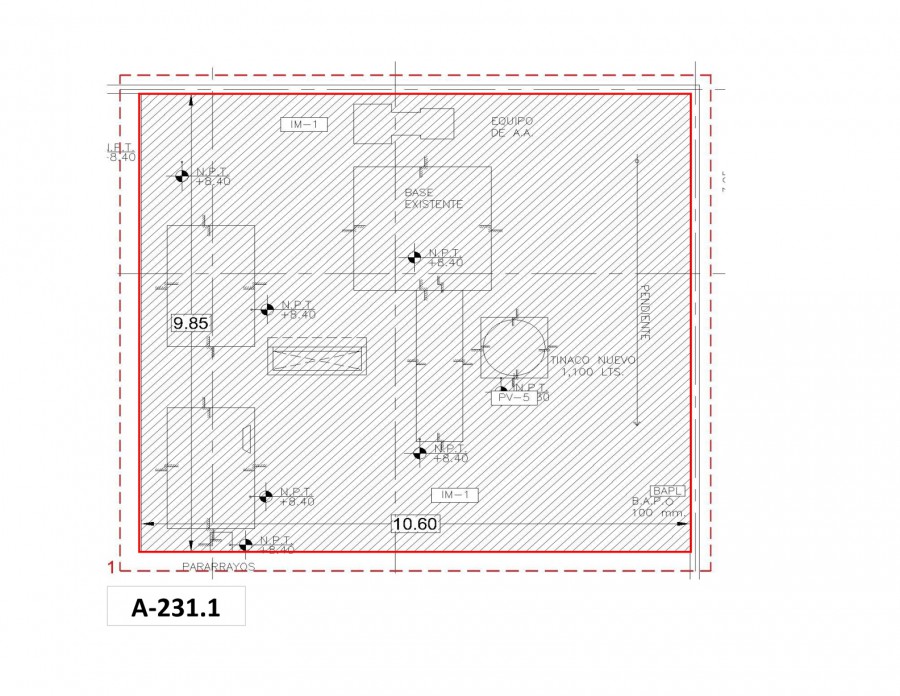 IM-1
EQUIPO
DE A.A.
-8.40
N.P.T.
+8.40
BASE
EXISTENTE
N.P.T.
+8.40
N.P.T.
+8.40
9.85
PENDIENTE
TINACO NUEVO
1,100 LTS.
N.P.T.
PV-5
N.P.T.
+8.40
IM-1
BAPL
B.A.P.
100 mm.
N.P.T.
+8.40
10.60
N.P.T.
+8.40
PARARRAYOS
1
A-231.1